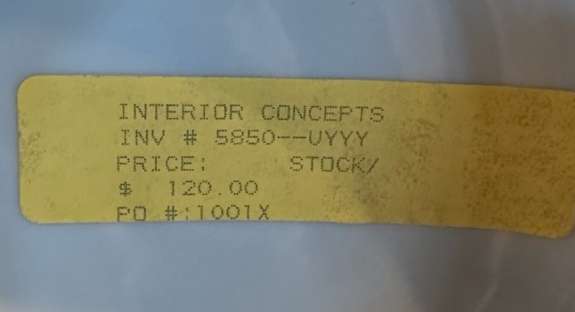 INTERIOR CONCEPTS
INV # 5850--UYYY
PRICE: STOCK/
$ 120.00
PO #:1001X